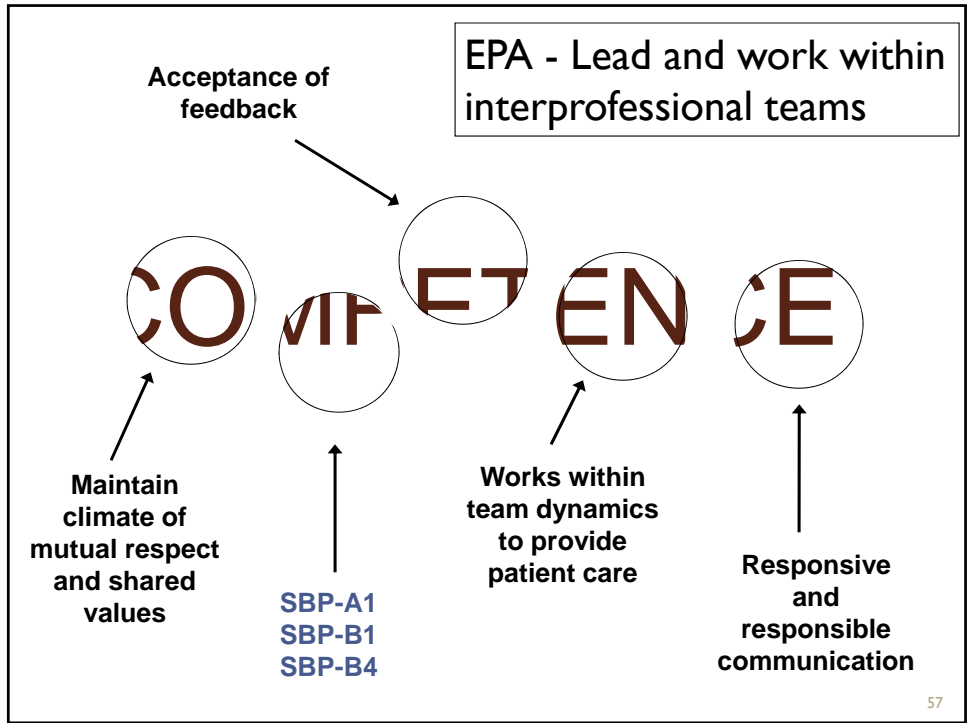 EPA - Lead and work within
interprofessional teams
Acceptance of
feedback
COMPETENCE
Maintain
climate of
mutual respect
and shared
values
SBP-A1
SBP-B1
SBP-B4
Works within
team dynamics
to provide
patient care
Responsive
and
responsible
communication
57